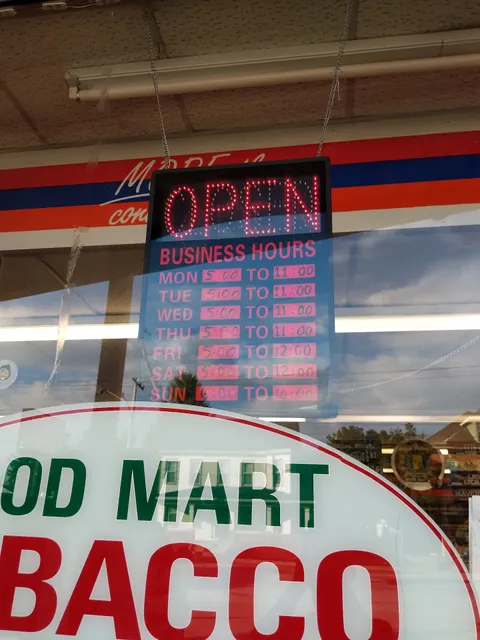 MORE
OPEN
BUSINESS HOURS
MON 5:00 TO 11:00
TUE 5:00 TO 11:00
WED 5:00 TO 11:00
THU 5:00 TO 11:00
FRI 5:00 TO 12:00
SAT 5:00 TO 12:00
SUN TO
OD MART
BACCO